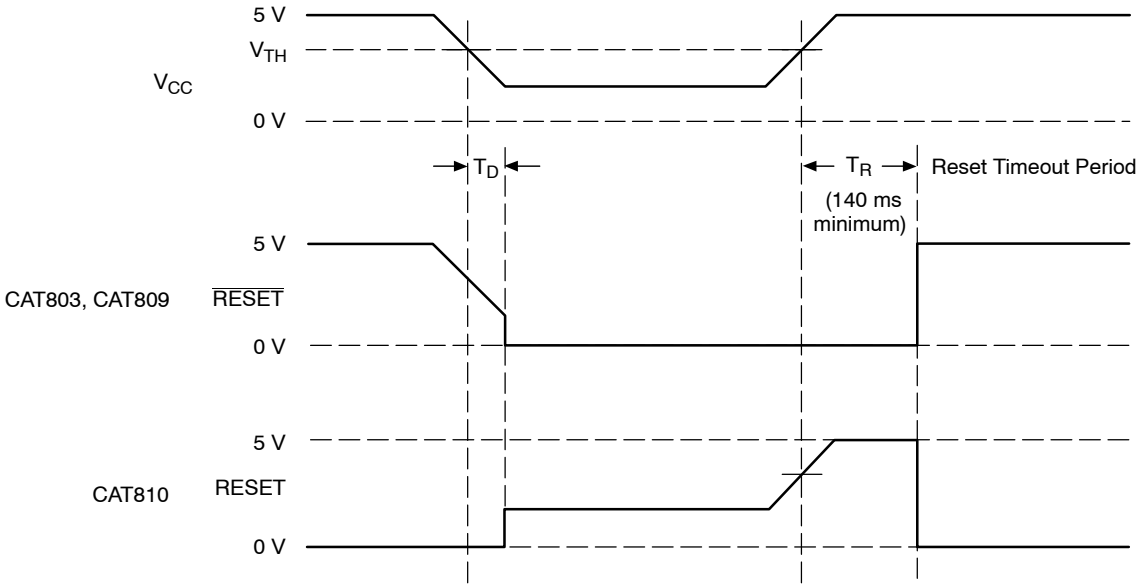 5 V
V_TH
V_CC
0 V
T_D
T_R
Reset Timeout Period
(140 ms
minimum)
5 V
CAT803, CAT809 RESET
0 V
5 V
CAT810 RESET
0 V